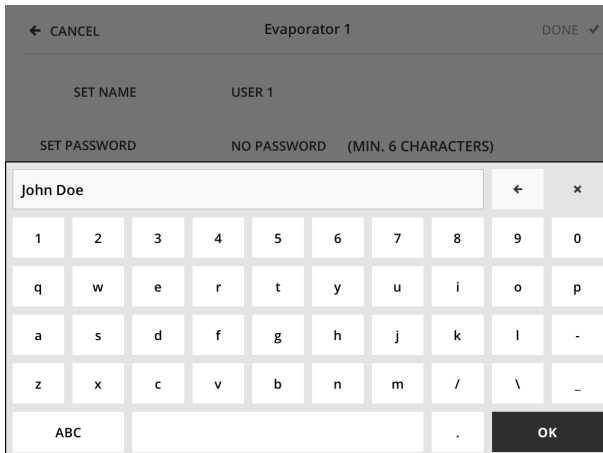 ← CANCEL Evaporator 1 DONE ✔
SET NAME USER 1
SET PASSWORD NO PASSWORD (MIN. 6 CHARACTERS)
John Doe ← ×
1 2 3 4 5 6 7 8 9 0
q w e r t y u i o p
a s d f g h j k l -
z x c v b n m / \ _
ABC . OK